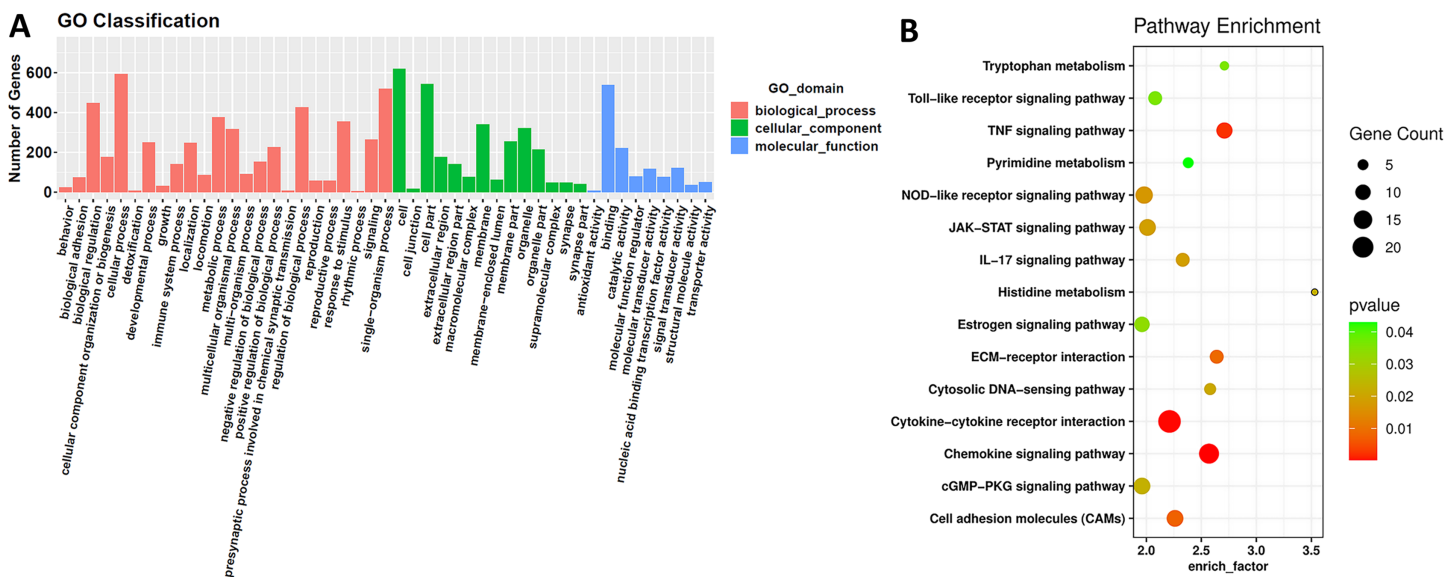 A
GO Classification
Number of Genes
600
400
200
0
behavior
biological adhesion
biological regulation
cellular component organization or biogenesis
cellular process
detoxification
developmental process
growth
immune system process
localization
locomotion
metabolic process
multicellular organismal process
multi-organism process
negative regulation of biological process
positive regulation of biological process
presynaptic process involved in chemical synaptic transmission
regulation of biological process
reproduction
reproductive process
response to stimulus
rhythmic process
signaling
single-organism process
cell
cell junction
cell part
extracellular region
extracellular region part
macromolecular complex
membrane
membrane-enclosed lumen
membrane part
organelle
organelle part
supramolecular complex
synapse
synapse part
antioxidant activity
binding
catalytic activity
molecular function regulator
molecular transducer activity
nucleic acid binding transcription factor activity
signal transducer activity
structural molecule activity
transporter activity
GO_domain
biological_process
cellular_component
molecular_function
B
Pathway Enrichment
Tryptophan metabolism
Toll−like receptor signaling pathway
TNF signaling pathway
Pyrimidine metabolism
NOD−like receptor signaling pathway
JAK−STAT signaling pathway
IL−17 signaling pathway
Histidine metabolism
Estrogen signaling pathway
ECM−receptor interaction
Cytosolic DNA−sensing pathway
Cytokine−cytokine receptor interaction
Chemokine signaling pathway
cGMP−PKG signaling pathway
Cell adhesion molecules (CAMs)
2.0 2.5 3.0 3.5
enrich_factor
Gene Count
5
10
15
20
pvalue
0.04
0.03
0.02
0.01